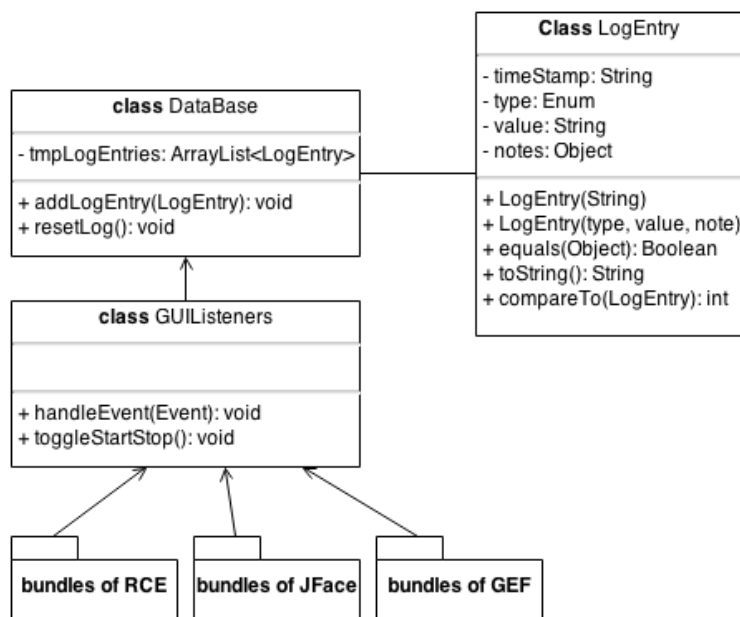 Class LogEntry
- timeStamp: String
- type: Enum
- value: String
- notes: Object
+ LogEntry(String)
+ LogEntry(type, value, note)
+ equals(Object): Boolean
+ toString(): String
+ compareTo(LogEntry): int
class DataBase
- tmpLogEntries: ArrayList<LogEntry>
+ addLogEntry(LogEntry): void
+ resetLog(): void
class GUIListeners
+ handleEvent(Event): void
+ toggleStartStop(): void
bundles of RCE
bundles of JFace
bundles of GEF